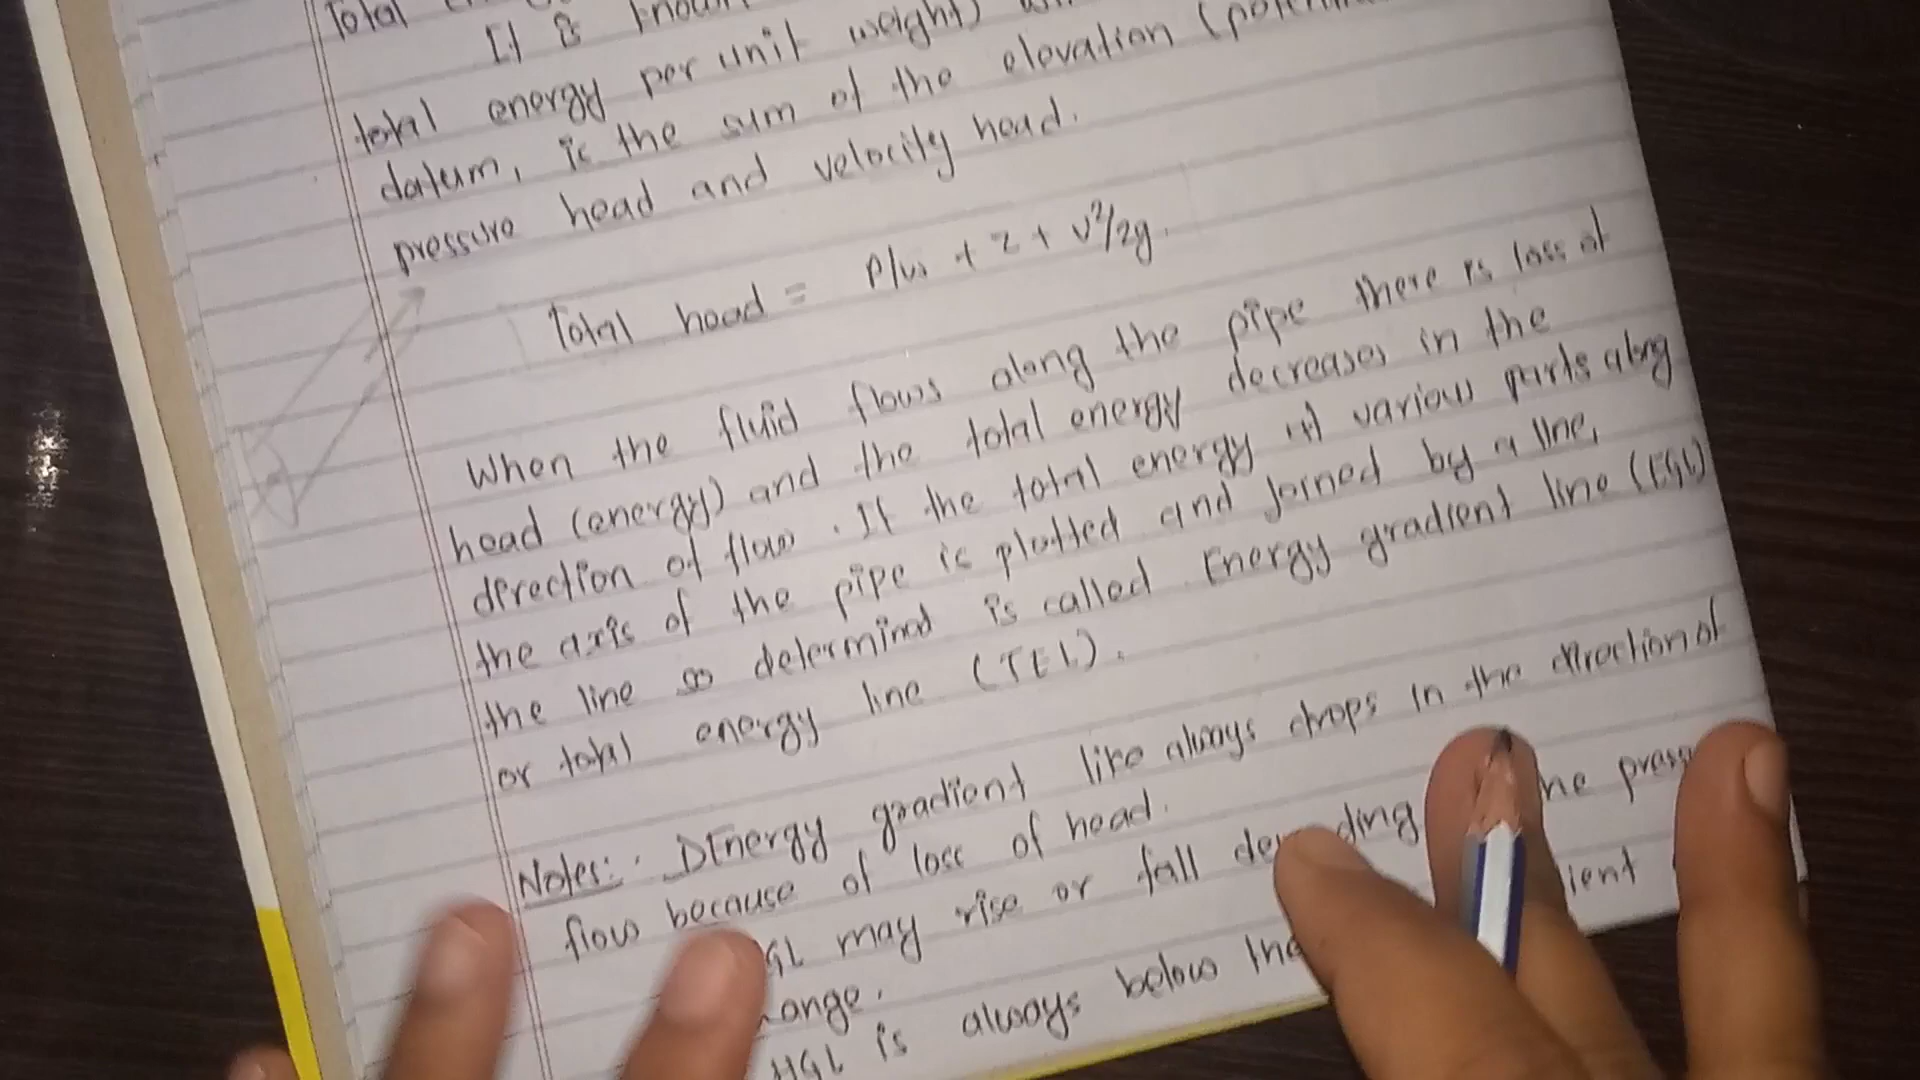 Total
It is known
total energy per unit weight)
datum, is the sum of the elevation
pressure head and velocity head.
Total head = P/w + z + v²/2g.
When the fluid flows along the pipe there is loss of
head (energy) and the total energy decreases in the
direction of flow. If the total energy at various parts along
the axis of the pipe is plotted and joined by a line,
the line so determined is called Energy gradient line (EGL)
or total energy line (TEL).
Notes:- 1) Energy gradient line always drops in the direction of
flow because of loss of head.
GL may rise or fall
ange.
HGL is always below the